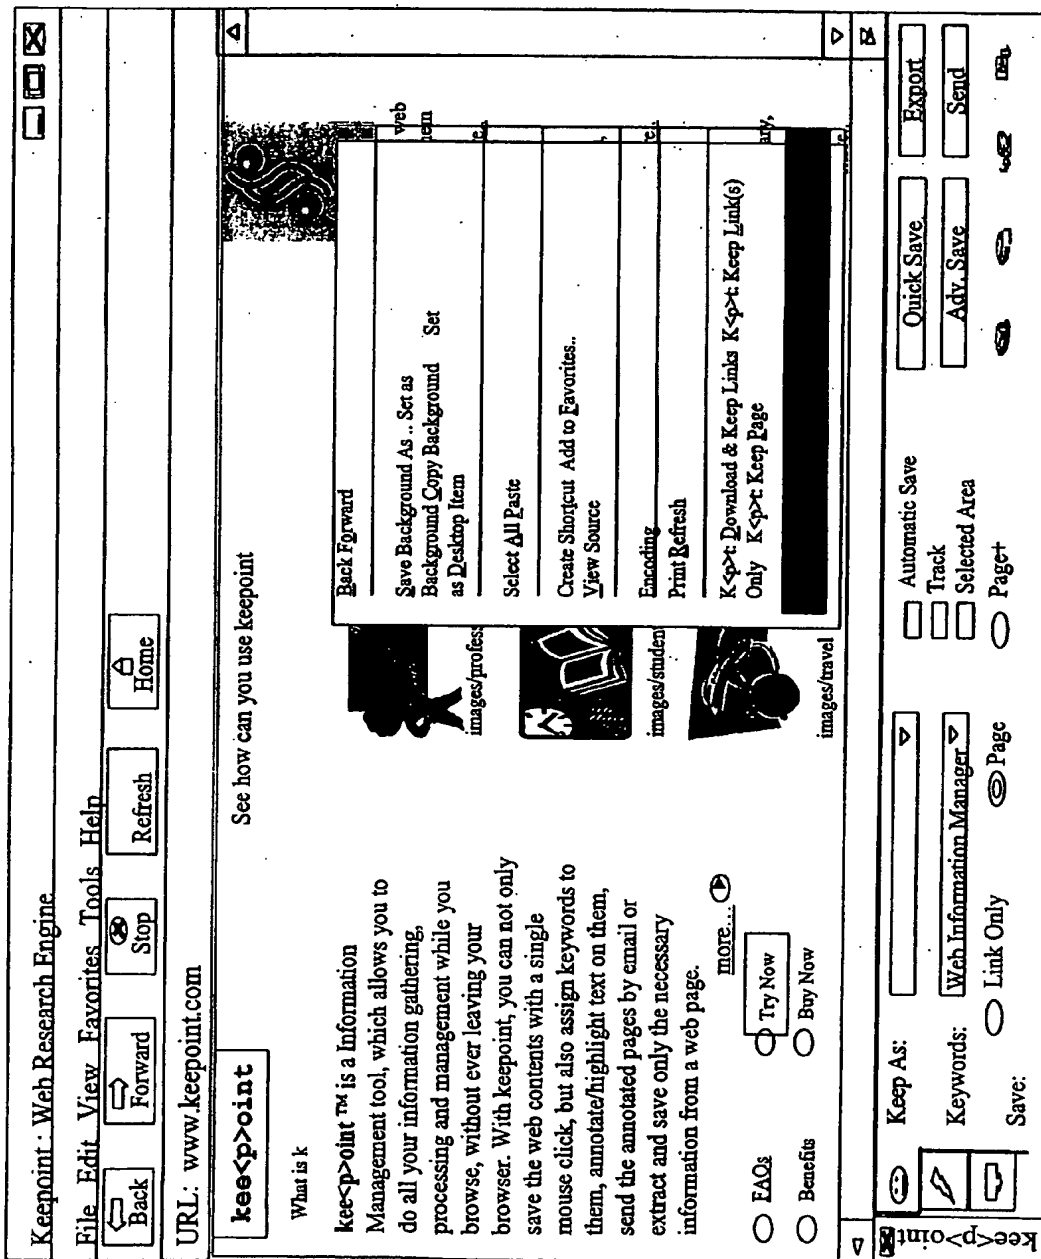 Keepoint : Web Research Engine
File Edit View Favorites Tools Help
Back
Forward
Stop
Refresh
Home
URL: www.keepoint.com
kee<p>oint
See how can you use keepoint
What is k
kee<p>oint ™ is a Information
Management tool, which allows you to
do all your information gathering,
processing and management while you
browse, without ever leaving your
browser. With keepoint, you can not only
save the web contents with a single
mouse click, but also assign keywords to
them, annotate/highlight text on them,
send the annotated pages by email or
extract and save only the necessary
information from a web page.
more...
FAQs
Try Now
Benefits
Buy Now
images/profess
images/studen
images/travel
Back Forward
Save Background As .. Set as
Background Copy Background Set
as Desktop Item
Select All Paste
Create Shortcut Add to Favorites..
View Source
Encoding
Print Refresh
K<p>t: Download & Keep Links K<p>t: Keep Link(s)
Only K<p>t: Keep Page
web
hem
e..
,
re..
ary,
e
kee<p>oint
Keep As:
Automatic Save
Track
Selected Area
Quick Save
Export
Keywords:
Web Information Manager
Adv. Save
Send
Save:
Link Only
Page
Page+